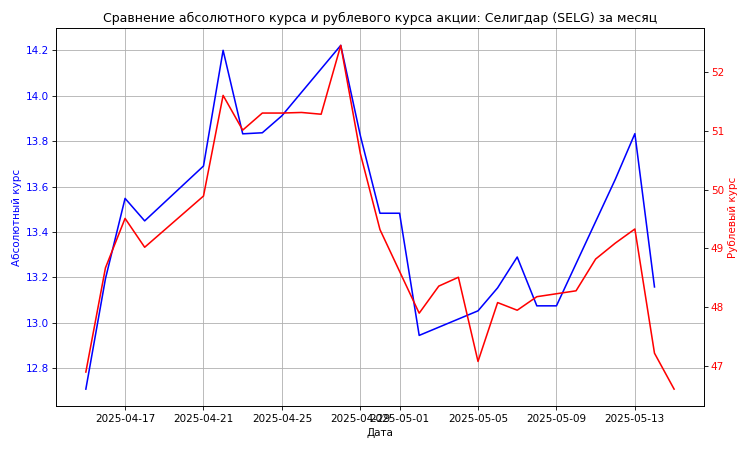 Сравнение абсолютного курса и рублевого курса акции: Селигдар (SELG) за месяц
Абсолютный курс
14.2
14.0
13.8
13.6
13.4
13.2
13.0
12.8
52
51
50
49
48
47
Рублевый курс
2025-04-17 2025-04-21 2025-04-25 2025-04-29 2025-05-01 2025-05-05 2025-05-09 2025-05-13
Дата